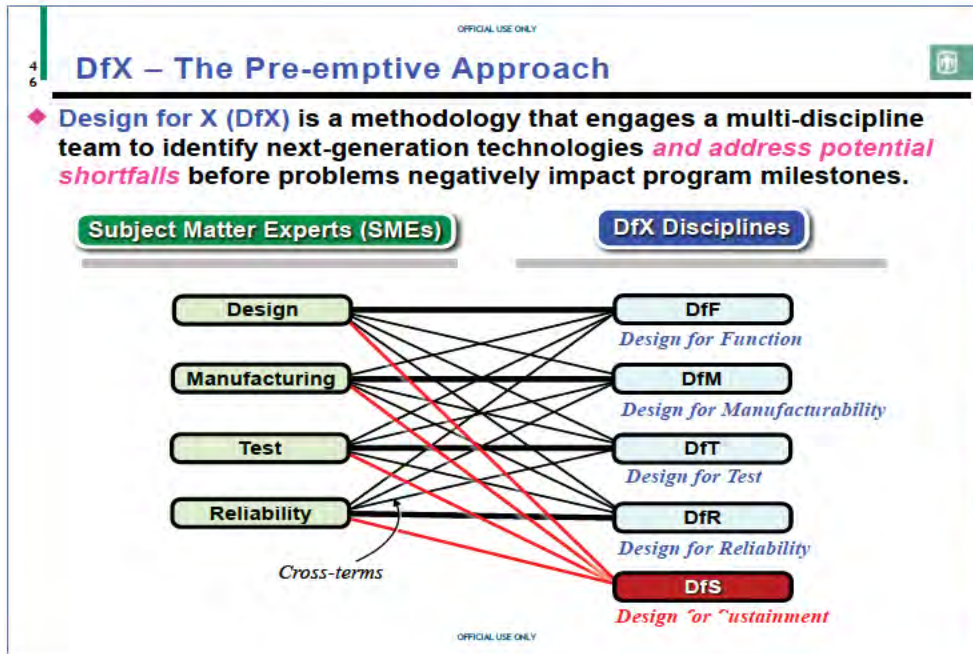 OFFICIAL USE ONLY
4
6
DfX – The Pre-emptive Approach
Design for X (DfX) is a methodology that engages a multi-discipline
team to identify next-generation technologies and address potential
shortfalls before problems negatively impact program milestones.
Subject Matter Experts (SMEs)
DfX Disciplines
Design
DfF
Design for Function
Manufacturing
DfM
Design for Manufacturability
Test
DfT
Design for Test
Reliability
DfR
Design for Reliability
Cross-terms
DfS
Design for Sustainment
OFFICIAL USE ONLY